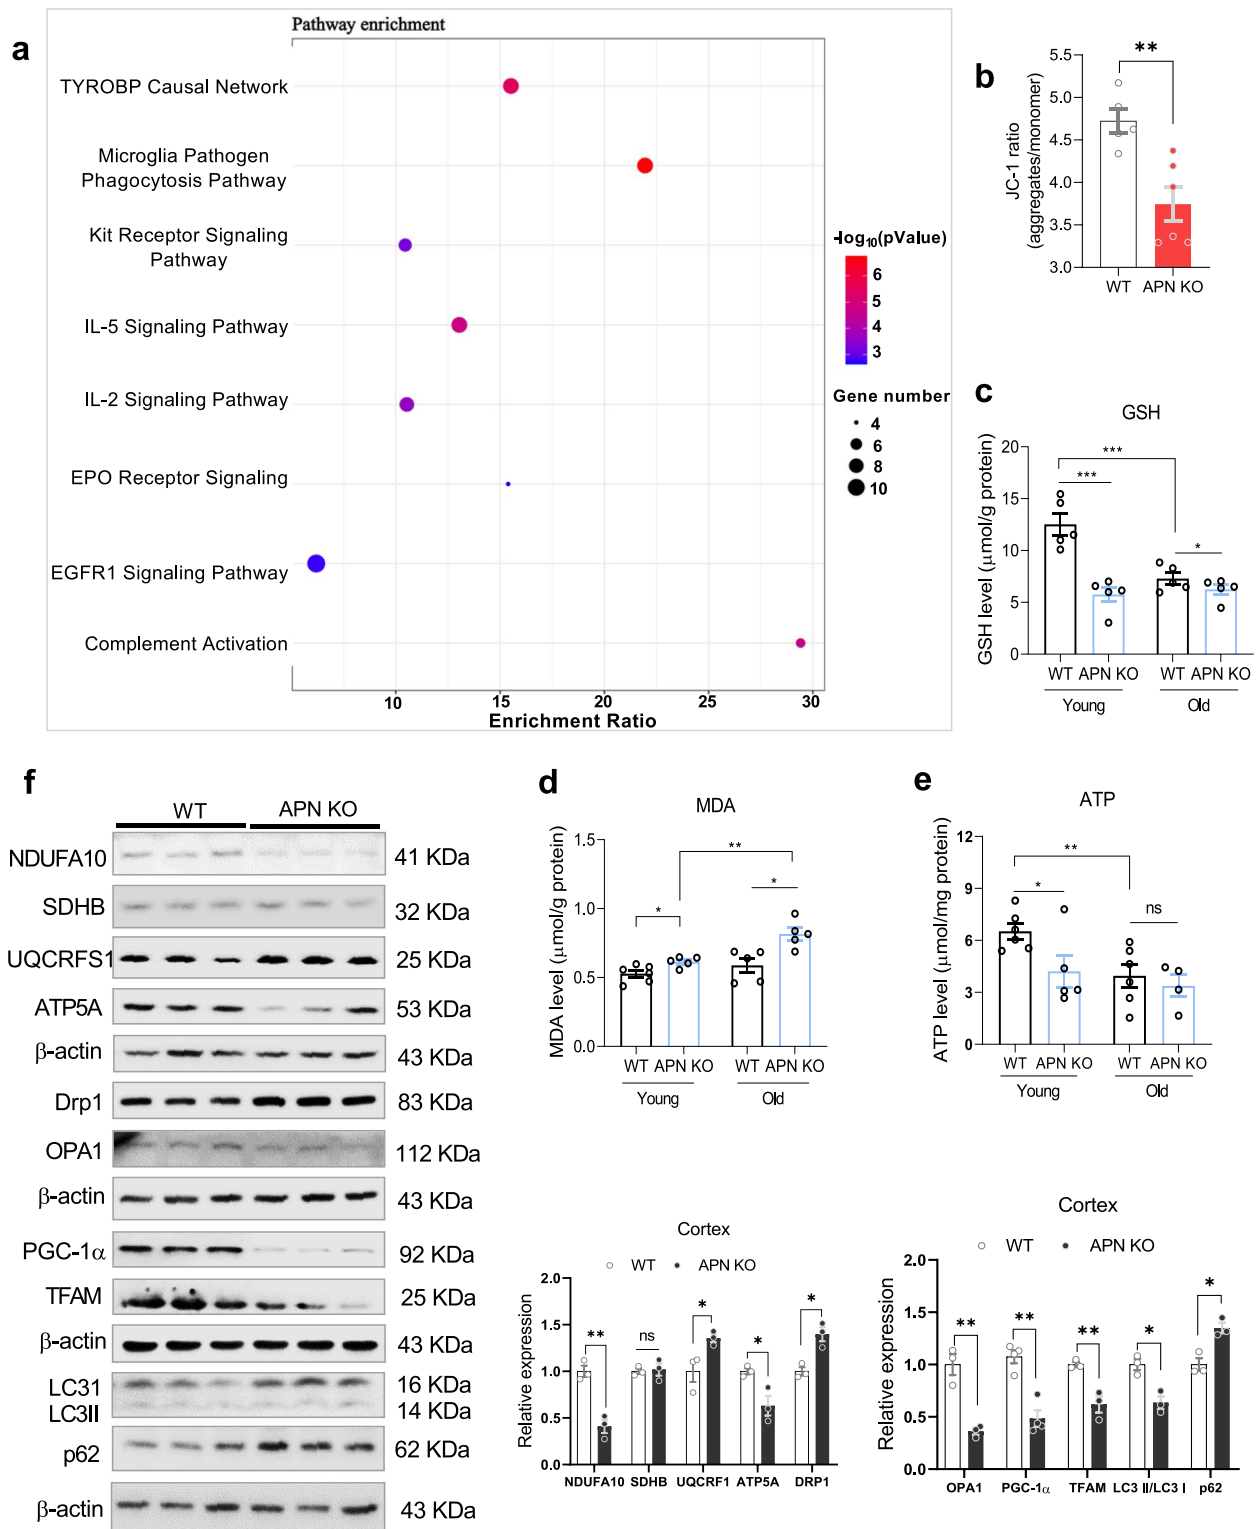 a
Pathway enrichment
TYROBP Causal Network
Microglia Pathogen
Phagocytosis Pathway
Kit Receptor Signaling
Pathway
IL-5 Signaling Pathway
IL-2 Signaling Pathway
EPO Receptor Signaling
EGFR1 Signaling Pathway
Complement Activation
10 15 20 25 30
Enrichment Ratio
-log10(pValue)
6
5
4
3
Gene number
4
6
8
10
b
JC-1 ratio
(aggregates/monomer)
5.5
5.0
4.5
4.0
3.5
3.0
**
WT APN KO
c
GSH
GSH level (μmol/g protein)
20
15
10
5
0
***
***
*
WT APN KO WT APN KO
Young Old
d
MDA
MDA level (μmol/g protein)
1.5
1.0
0.5
0.0
**
*
*
WT APN KO WT APN KO
Young Old
e
ATP
ATP level (μmol/mg protein)
12
9
6
3
0
**
*
ns
WT APN KO WT APN KO
Young Old
f
WT APN KO
NDUFA10 41 KDa
SDHB 32 KDa
UQCRFS1 25 KDa
ATP5A 53 KDa
β-actin 43 KDa
Drp1 83 KDa
OPA1 112 KDa
β-actin 43 KDa
PGC-1α 92 KDa
TFAM 25 KDa
β-actin 43 KDa
LC31 16 KDa
LC3II 14 KDa
p62 62 KDa
β-actin 43 KDa
Cortex
WT APN KO
Relative expression
2.0
1.5
1.0
0.5
0.0
** ns * * *
NDUFA10 SDHB UQCRF1 ATP5A DRP1
Cortex
WT APN KO
Relative expression
2.0
1.5
1.0
0.5
0.0
** ** ** * *
OPA1 PGC-1α TFAM LC3 II/LC3 I p62